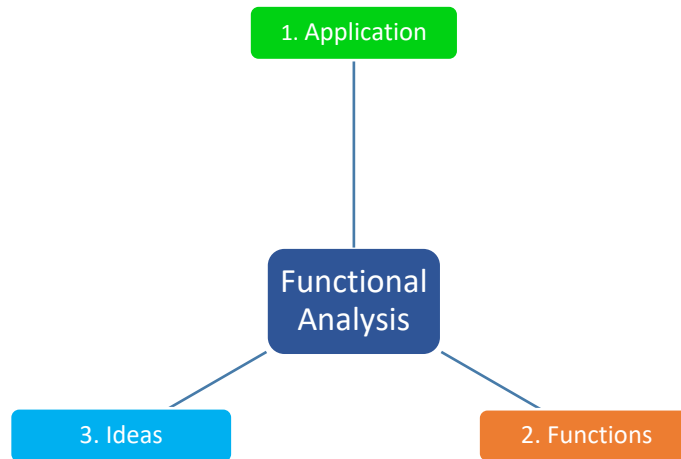 1. Application
Functional
Analysis
3. Ideas
2. Functions